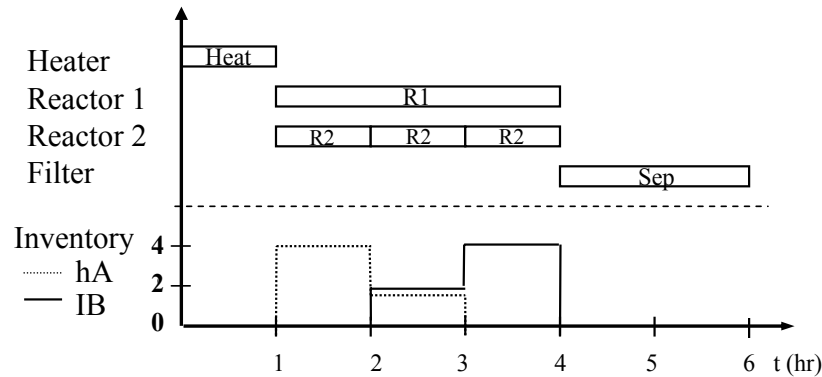 Heater Heat
Reactor 1 R1
Reactor 2 R2 R2 R2
Filter Sep
Inventory
4
hA
2
IB
0
1 2 3 4 5 6 t (hr)